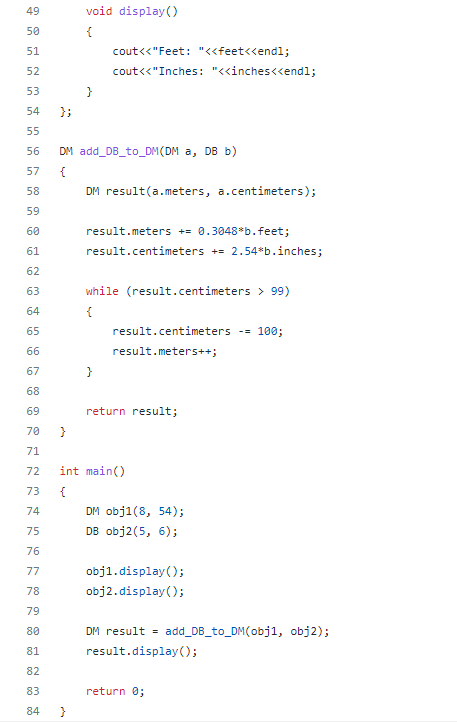 49 void display()
50 {
51 cout<<"Feet: "<<feet<<endl;
52 cout<<"Inches: "<<inches<<endl;
53 }
54 };
55
56 DM add_DB_to_DM(DM a, DB b)
57 {
58 DM result(a.meters, a.centimeters);
59
60 result.meters += 0.3048*b.feet;
61 result.centimeters += 2.54*b.inches;
62
63 while (result.centimeters > 99)
64 {
65 result.centimeters -= 100;
66 result.meters++;
67 }
68
69 return result;
70 }
71
72 int main()
73 {
74 DM obj1(8, 54);
75 DB obj2(5, 6);
76
77 obj1.display();
78 obj2.display();
79
80 DM result = add_DB_to_DM(obj1, obj2);
81 result.display();
82
83 return 0;
84 }